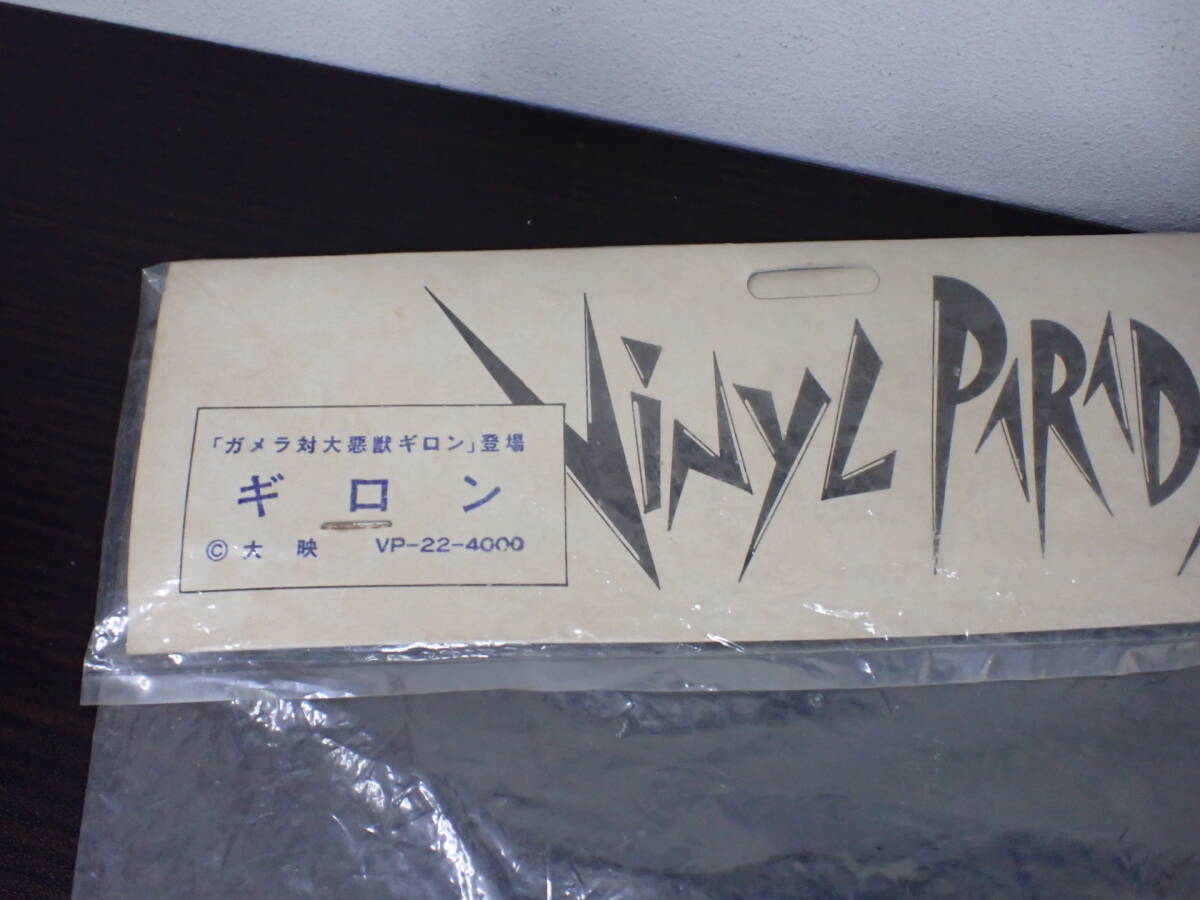 VINYL PARAD
「ガメラ対大悪獣ギロン」登場
ギロン
© 大映 VP-22-4000